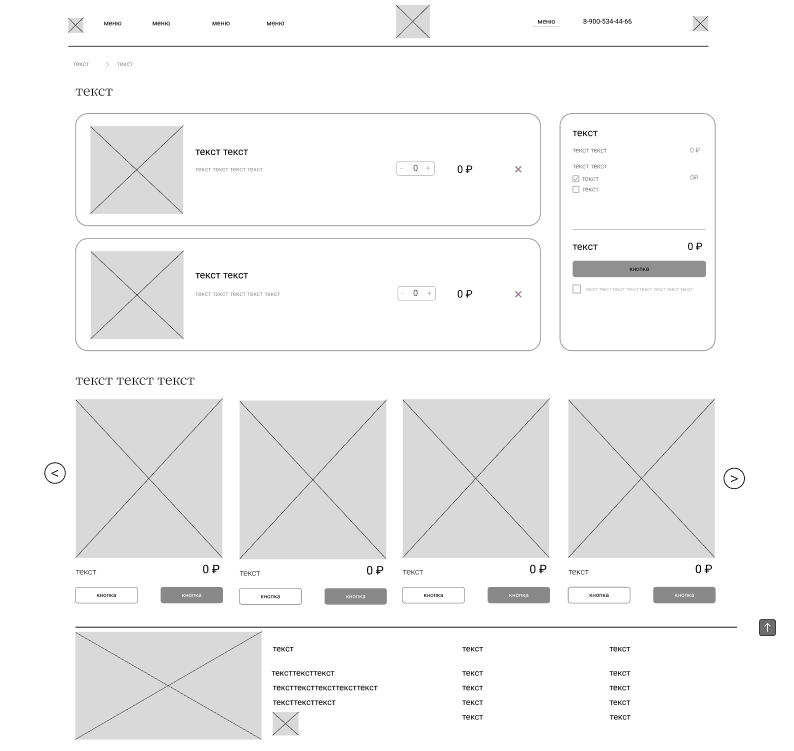 меню меню меню меню меню 8-900-534-44-66
текст > текст
текст
текст текст
текст текст текст текст
- 0 + 0 ₽ ×
текст текст
текст текст текст текст текст
- 0 + 0 ₽ ×
текст
текст текст 0 ₽
текст текст
текст 0₽
текст
текст 0 ₽
кнопка
текст текст текст текст текст текст текст текст
текст текст текст
< >
текст 0 ₽ текст 0 ₽ текст 0 ₽ текст 0 ₽
кнопка кнопка кнопка кнопка кнопка кнопка кнопка кнопка
текст текст текст
тексттексттекст текст текст
тексттексттексттексттекст текст текст
тексттексттекст текст текст
текст текст